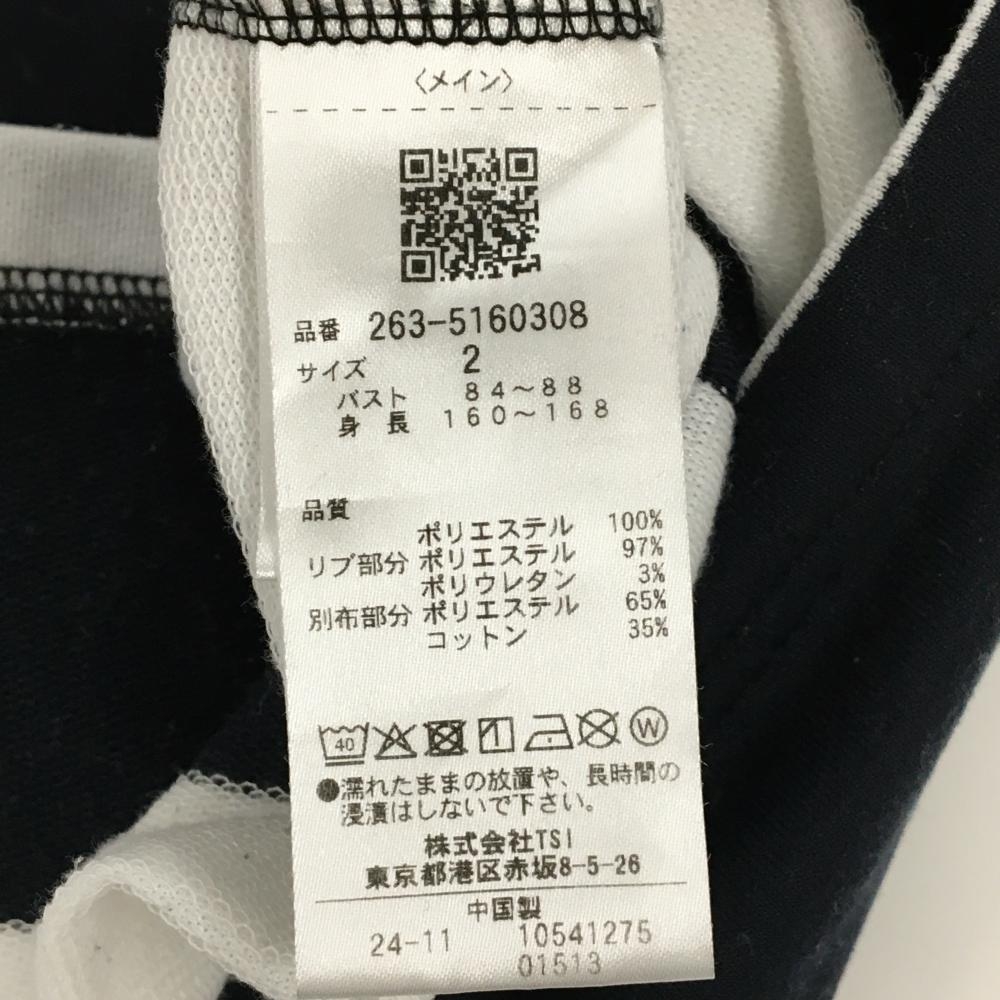 〈メイン〉
品番 263-5160308
サイズ 2
バスト 84～88
身長 160～168
品質
ポリエステル 100%
リブ部分 ポリエステル 97%
ポリウレタン 3%
別布部分 ポリエステル 65%
コットン 35%
40 W
●濡れたままの放置や、長時間の
浸漬はしないで下さい。
株式会社TSI
東京都港区赤坂8-5-26
中国製
24-11 10541275
01513